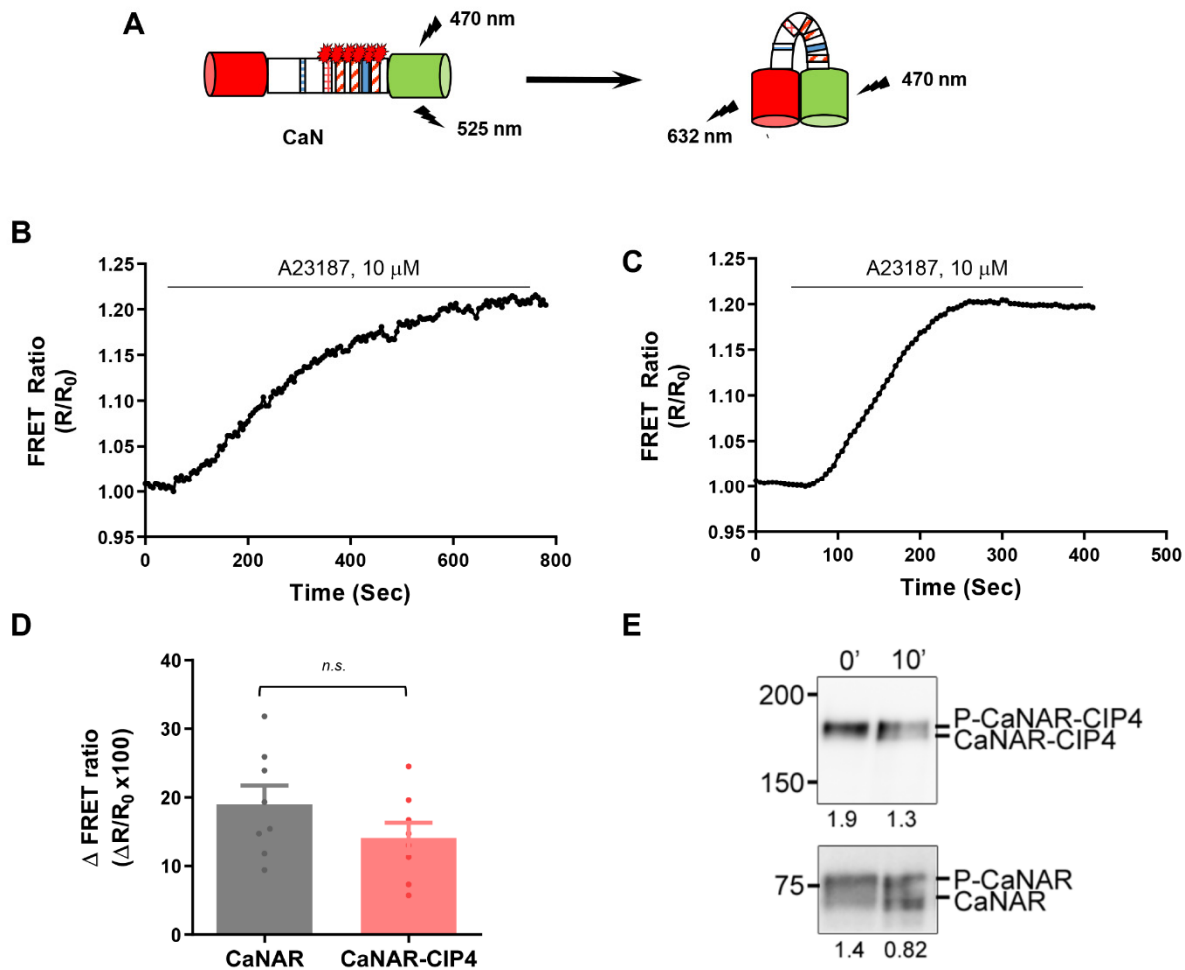 A
470 nm
525 nm
CaN
632 nm
470 nm
B
A23187, 10 μM
FRET Ratio
(R/R0)
1.25
1.20
1.15
1.10
1.05
1.00
0.95
0 200 400 600 800
Time (Sec)
C
A23187, 10 μM
FRET Ratio
(R/R0)
1.25
1.20
1.15
1.10
1.05
1.00
0.95
0 100 200 300 400 500
Time (Sec)
D
Δ FRET ratio
(ΔR/R0 x100)
40
30
20
10
0
n.s.
CaNAR CaNAR-CIP4
E
0' 10'
200
P-CaNAR-CIP4
CaNAR-CIP4
150
1.9 1.3
75
P-CaNAR
CaNAR
1.4 0.82